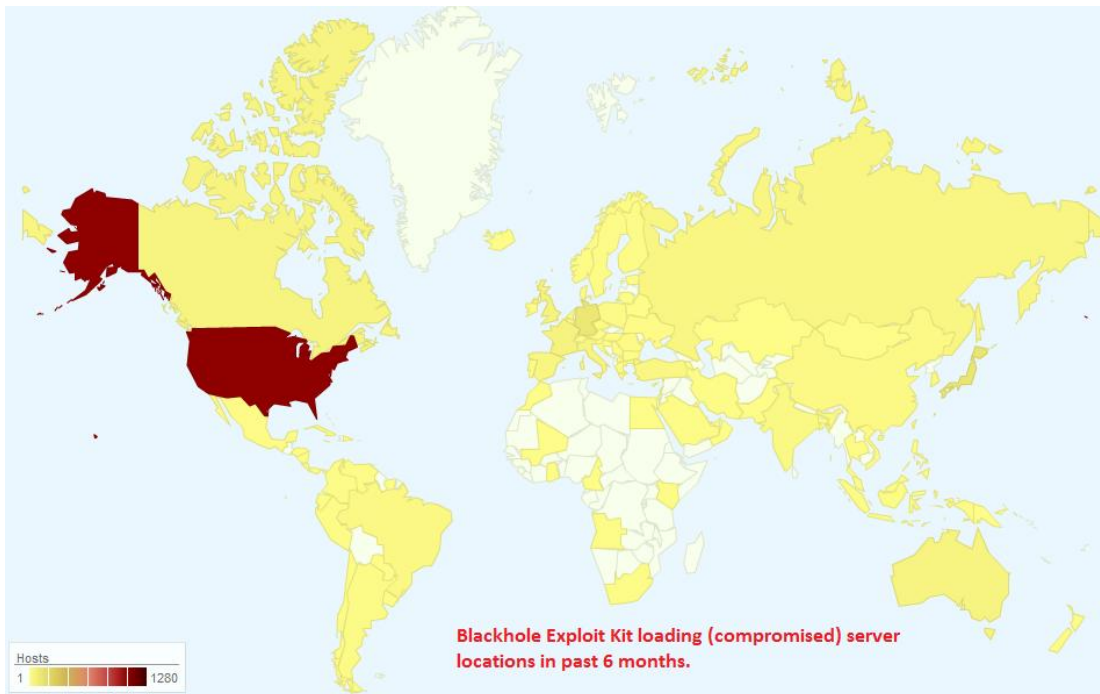 Blackhole Exploit Kit loading (compromised) server
locations in past 6 months.
Hosts
1 1280